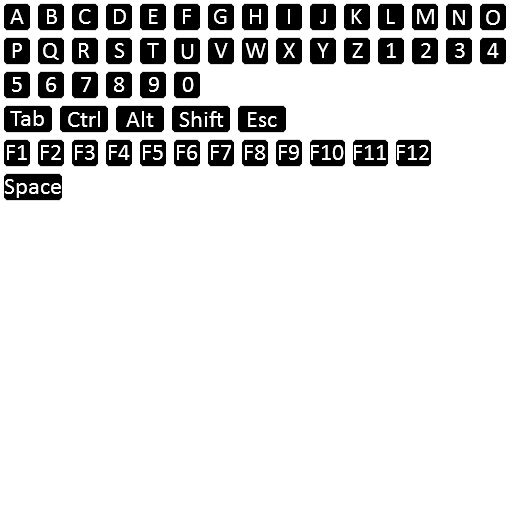 A B C D E F G H I J K L M N O
P Q R S T U V W X Y Z 1 2 3 4
5 6 7 8 9 0
Tab Ctrl Alt Shift Esc
F1 F2 F3 F4 F5 F6 F7 F8 F9 F10 F11 F12
Space